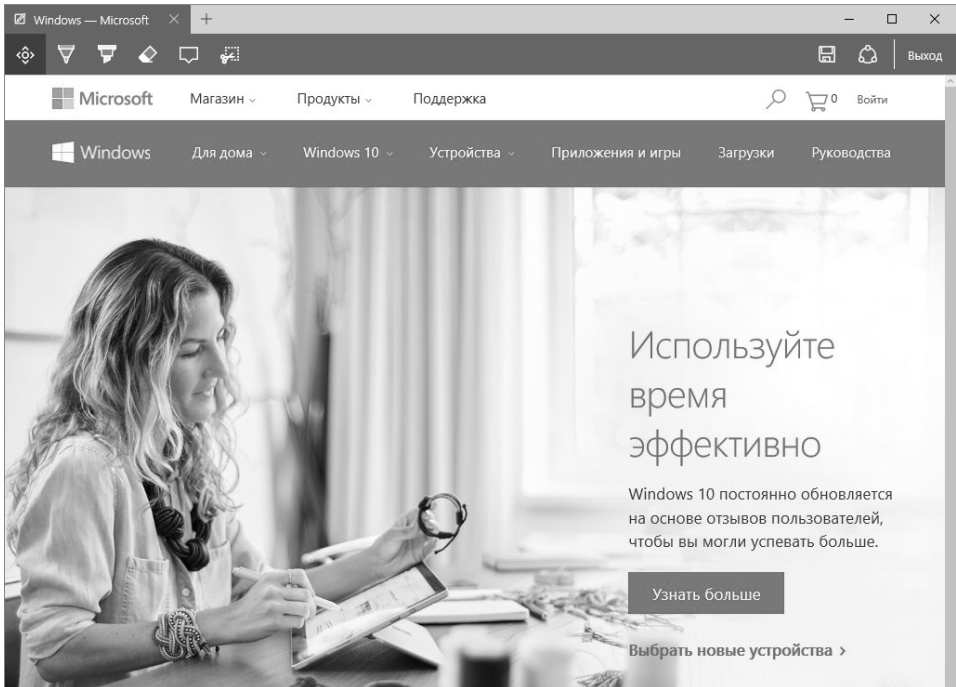 Windows — Microsoft
Выход
Microsoft Магазин Продукты Поддержка 0 Войти
Windows Для дома Windows 10 Устройства Приложения и игры Загрузки Руководства
Используйте
время
эффективно
Windows 10 постоянно обновляется
на основе отзывов пользователей,
чтобы вы могли успевать больше.
Узнать больше
Выбрать новые устройства >